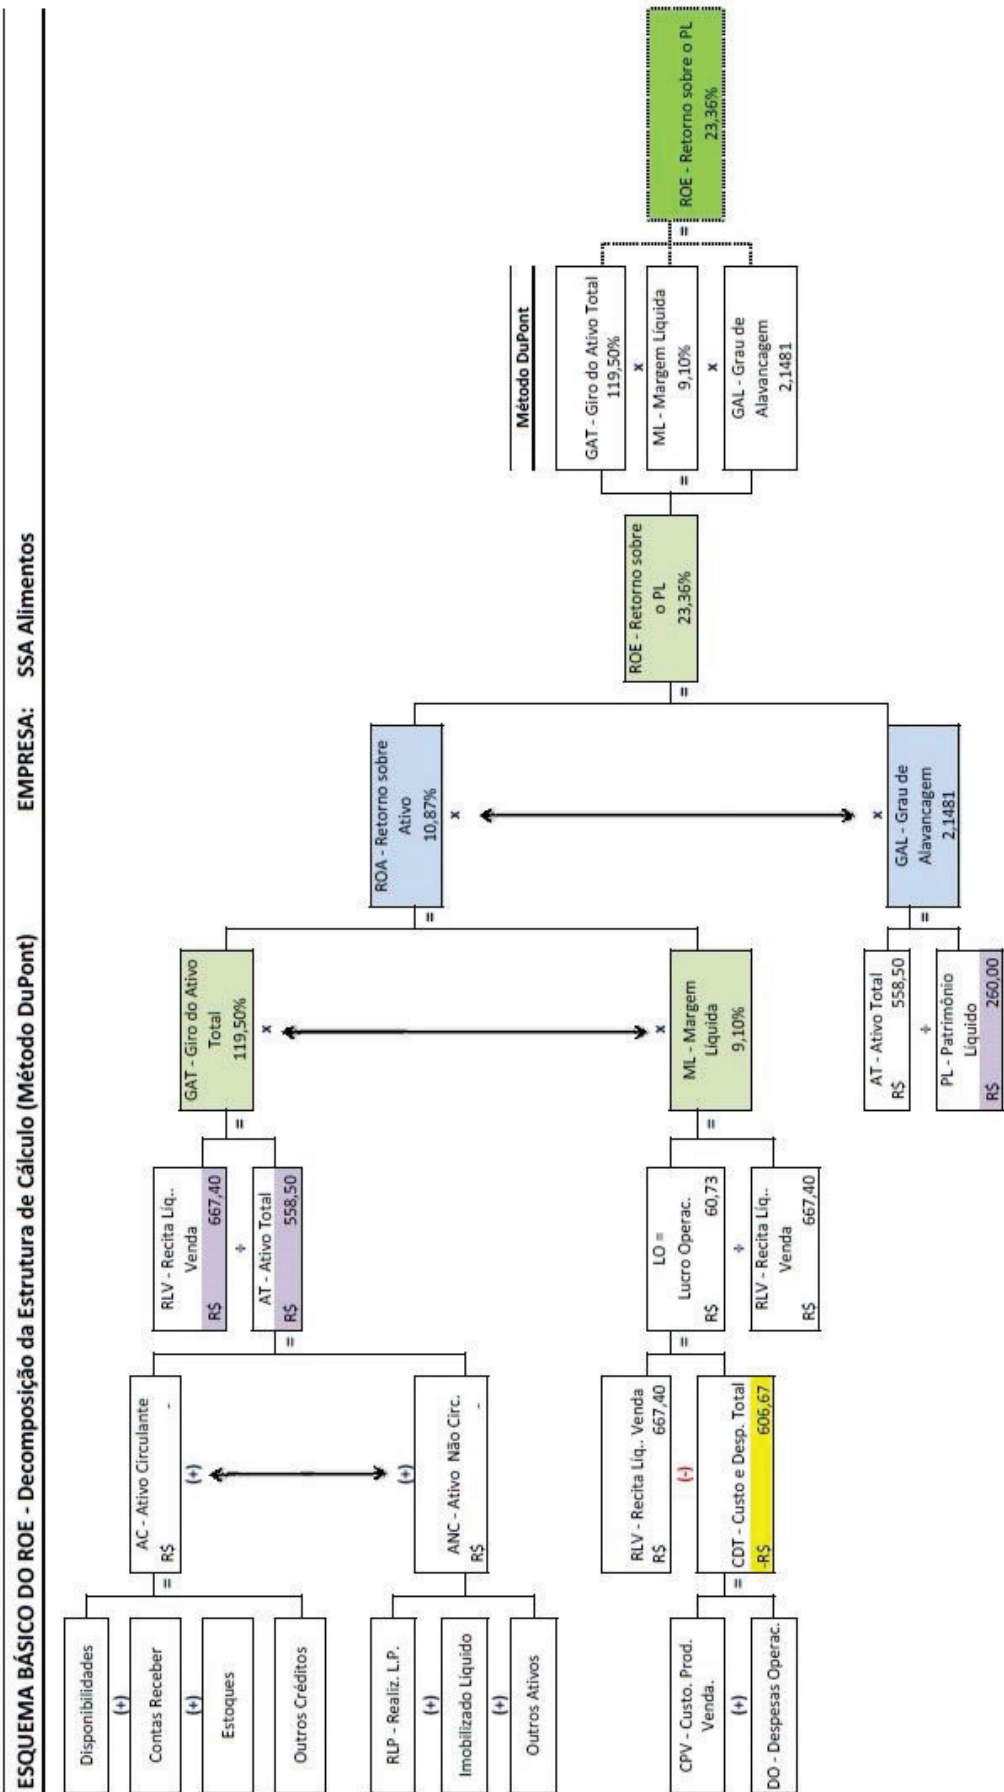 ESQUEMA BÁSICO DO ROE - Decomposição da Estrutura de Cálculo (Método DuPont) EMPRESA: SSA Alimentos
Disponibilidades
(+)
Contas Receber
(+)
Estoques
Outros Créditos
=
AC - Ativo Circulante
R$ -
(+)
RLP - Realiz. L.P.
(+)
Imobilizado Líquido
(+)
Outros Ativos
=
(+)
ANC - Ativo Não Circ.
R$ -
=
RLV - Recita Líq..
Venda
R$ 667,40
÷
AT - Ativo Total
R$ 558,50
=
GAT - Giro do Ativo
Total
119,50%
x
CPV - Custo. Prod.
Venda.
(+)
DO - Despesas Operac.
=
RLV - Recita Líq.. Venda
R$ 667,40
(-)
CDT - Custo e Desp. Total
-R$ 606,67
=
LO =
Lucro Operac.
R$ 60,73
÷
RLV - Recita Líq..
Venda
R$ 667,40
=
x
ML - Margem
Líquida
9,10%
=
ROA - Retorno sobre
Ativo
10,87%
x
AT - Ativo Total
R$ 558,50
÷
PL - Patrimônio
Líquido
R$ 260,00
=
x
GAL - Grau de
Alavancagem
2,1481
=
ROE - Retorno sobre
o PL
23,36%
=
Método DuPont
GAT - Giro do Ativo Total
119,50%
x
ML - Margem Líquida
9,10%
x
GAL - Grau de
Alavancagem
2,1481
=
ROE - Retorno sobre o PL
23,36%